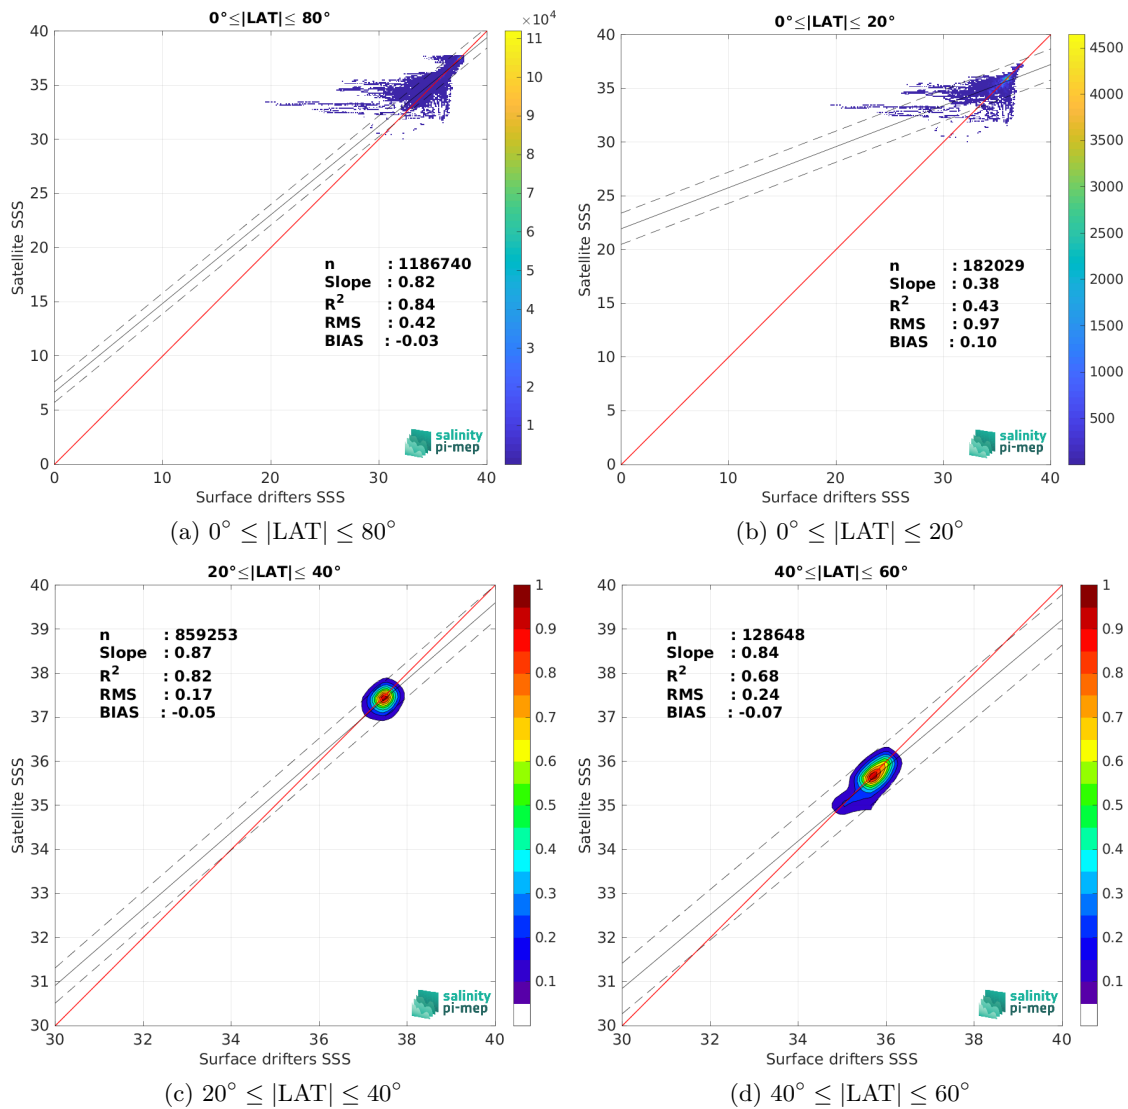 0°≤|LAT|≤ 80°
×10⁴
Satellite SSS
40
35
30
25
20
15
10
5
0
n : 1186740
Slope : 0.82
R² : 0.84
RMS : 0.42
BIAS : -0.03
salinity
pi-mep
0 10 20 30 40
Surface drifters SSS
11
10
9
8
7
6
5
4
3
2
1
(a) 0° ≤ |LAT| ≤ 80°
0°≤|LAT|≤ 20°
Satellite SSS
40
35
30
25
20
15
10
5
0
n : 182029
Slope : 0.38
R² : 0.43
RMS : 0.97
BIAS : 0.10
salinity
pi-mep
0 10 20 30 40
Surface drifters SSS
4500
4000
3500
3000
2500
2000
1500
1000
500
(b) 0° ≤ |LAT| ≤ 20°
20°≤|LAT|≤ 40°
Satellite SSS
40
39
38
37
36
35
34
33
32
31
30
n : 859253
Slope : 0.87
R² : 0.82
RMS : 0.17
BIAS : -0.05
salinity
pi-mep
30 32 34 36 38 40
Surface drifters SSS
1
0.9
0.8
0.7
0.6
0.5
0.4
0.3
0.2
0.1
(c) 20° ≤ |LAT| ≤ 40°
40°≤|LAT|≤ 60°
Satellite SSS
40
39
38
37
36
35
34
33
32
31
30
n : 128648
Slope : 0.84
R² : 0.68
RMS : 0.24
BIAS : -0.07
salinity
pi-mep
30 32 34 36 38 40
Surface drifters SSS
1
0.9
0.8
0.7
0.6
0.5
0.4
0.3
0.2
0.1
(d) 40° ≤ |LAT| ≤ 60°